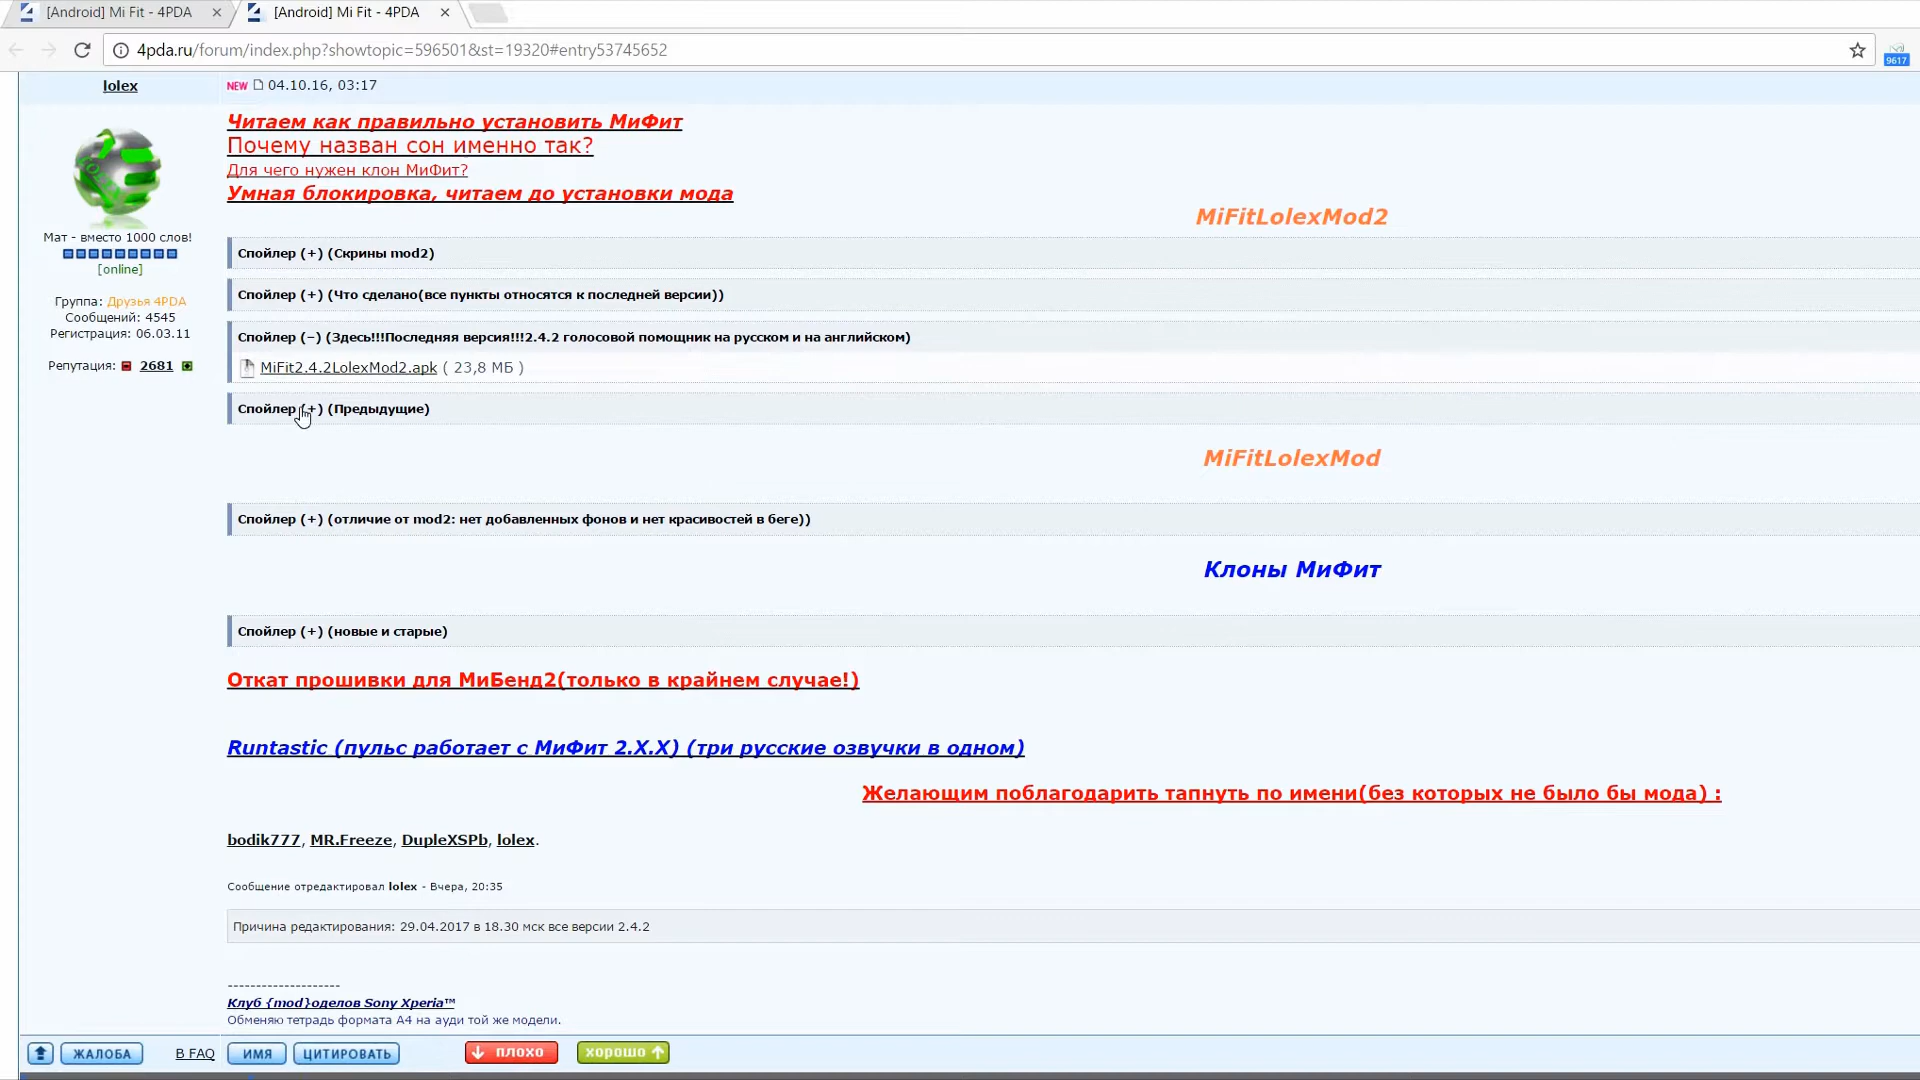 [Android] Mi Fit - 4PDA
[Android] Mi Fit - 4PDA
4pda.ru/forum/index.php?showtopic=596501&st=19320#entry53745652
9617
lolex
NEW 04.10.16, 03:17
Читаем как правильно установить МиФит
Почему назван сон именно так?
Для чего нужен клон МиФит?
Умная блокировка, читаем до установки мода
MiFitLolexMod2
Мат - вместо 1000 слов!
[online]
Группа: Друзья 4PDA
Сообщений: 4545
Регистрация: 06.03.11
Репутация: 2681
Спойлер (+) (Скрины mod2)
Спойлер (+) (Что сделано(все пункты относятся к последней версии))
Спойлер (−) (Здесь!!!Последняя версия!!!2.4.2 голосовой помощник на русском и на английском)
MiFit2.4.2LolexMod2.apk ( 23,8 МБ )
Спойлер (+) (Предыдущие)
MiFitLolexMod
Спойлер (+) (отличие от mod2: нет добавленных фонов и нет красивостей в беге))
Клоны МиФит
Спойлер (+) (новые и старые)
Откат прошивки для МиБенд2(только в крайнем случае!)
Runtastic (пульс работает с МиФит 2.X.X) (три русские озвучки в одном)
Желающим поблагодарить тапнуть по имени(без которых не было бы мода) :
bodik777, MR.Freeze, DupleXSPb, lolex.
Сообщение отредактировал lolex - Вчера, 20:35
Причина редактирования: 29.04.2017 в 18.30 мск все версии 2.4.2
--------------------
Клуб {mod}оделов Sony Xperia™
Обменяю тетрадь формата А4 на ауди той же модели.
ЖАЛОБА В FAQ ИМЯ ЦИТИРОВАТЬ ПЛОХО ХОРОШО